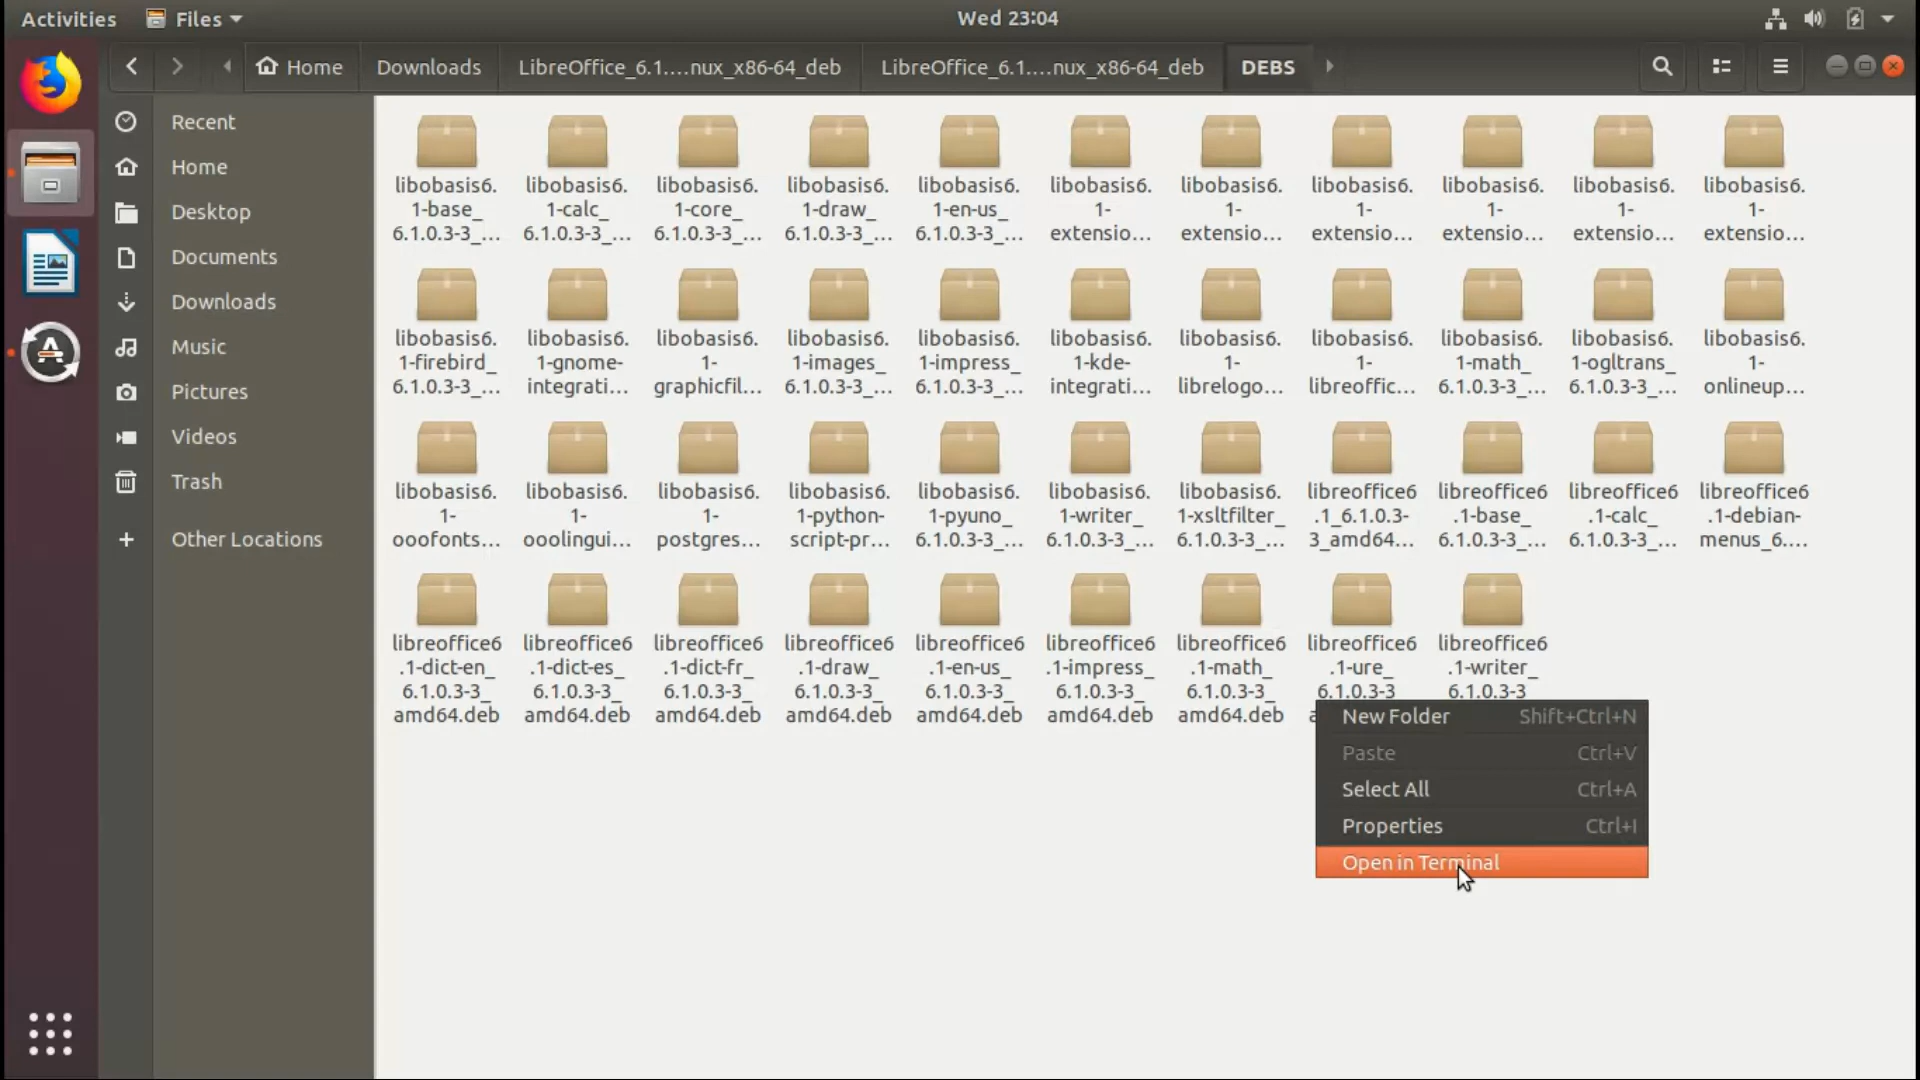 Activities
Files
Wed 23:04
Home
Downloads
LibreOffice_6.1....nux_x86-64_deb
LibreOffice_6.1....nux_x86-64_deb
DEBS
Recent
Home
Desktop
Documents
Downloads
Music
Pictures
Videos
Trash
Other Locations
libobasis6.
1-base_
6.1.0.3-3_...
libobasis6.
1-calc_
6.1.0.3-3_...
libobasis6.
1-core_
6.1.0.3-3_...
libobasis6.
1-draw_
6.1.0.3-3_...
libobasis6.
1-en-us_
6.1.0.3-3_...
libobasis6.
1-
extensio...
libobasis6.
1-
extensio...
libobasis6.
1-
extensio...
libobasis6.
1-
extensio...
libobasis6.
1-
extensio...
libobasis6.
1-
extensio...
libobasis6.
1-firebird_
6.1.0.3-3_...
libobasis6.
1-gnome-
integrati...
libobasis6.
1-
graphicfil...
libobasis6.
1-images_
6.1.0.3-3_...
libobasis6.
1-impress_
6.1.0.3-3_...
libobasis6.
1-kde-
integrati...
libobasis6.
1-
librelogo...
libobasis6.
1-
libreoffic...
libobasis6.
1-math_
6.1.0.3-3_...
libobasis6.
1-ogltrans_
6.1.0.3-3_...
libobasis6.
1-
onlineup...
libobasis6.
1-
ooofonts...
libobasis6.
1-
ooolingui...
libobasis6.
1-
postgres...
libobasis6.
1-python-
script-pr...
libobasis6.
1-pyuno_
6.1.0.3-3_...
libobasis6.
1-writer_
6.1.0.3-3_...
libobasis6.
1-xsltfilter_
6.1.0.3-3_...
libreoffice6
.1_6.1.0.3-
3_amd64...
libreoffice6
.1-base_
6.1.0.3-3_...
libreoffice6
.1-calc_
6.1.0.3-3_...
libreoffice6
.1-debian-
menus_6....
libreoffice6
.1-dict-en_
6.1.0.3-3_
amd64.deb
libreoffice6
.1-dict-es_
6.1.0.3-3_
amd64.deb
libreoffice6
.1-dict-fr_
6.1.0.3-3_
amd64.deb
libreoffice6
.1-draw_
6.1.0.3-3_
amd64.deb
libreoffice6
.1-en-us_
6.1.0.3-3_
amd64.deb
libreoffice6
.1-impress_
6.1.0.3-3_
amd64.deb
libreoffice6
.1-math_
6.1.0.3-3_
amd64.deb
libreoffice6
.1-ure_
6.1.0.3-3
libreoffice6
.1-writer_
6.1.0.3-3
New Folder Shift+Ctrl+N
Paste Ctrl+V
Select All Ctrl+A
Properties Ctrl+I
Open in Terminal